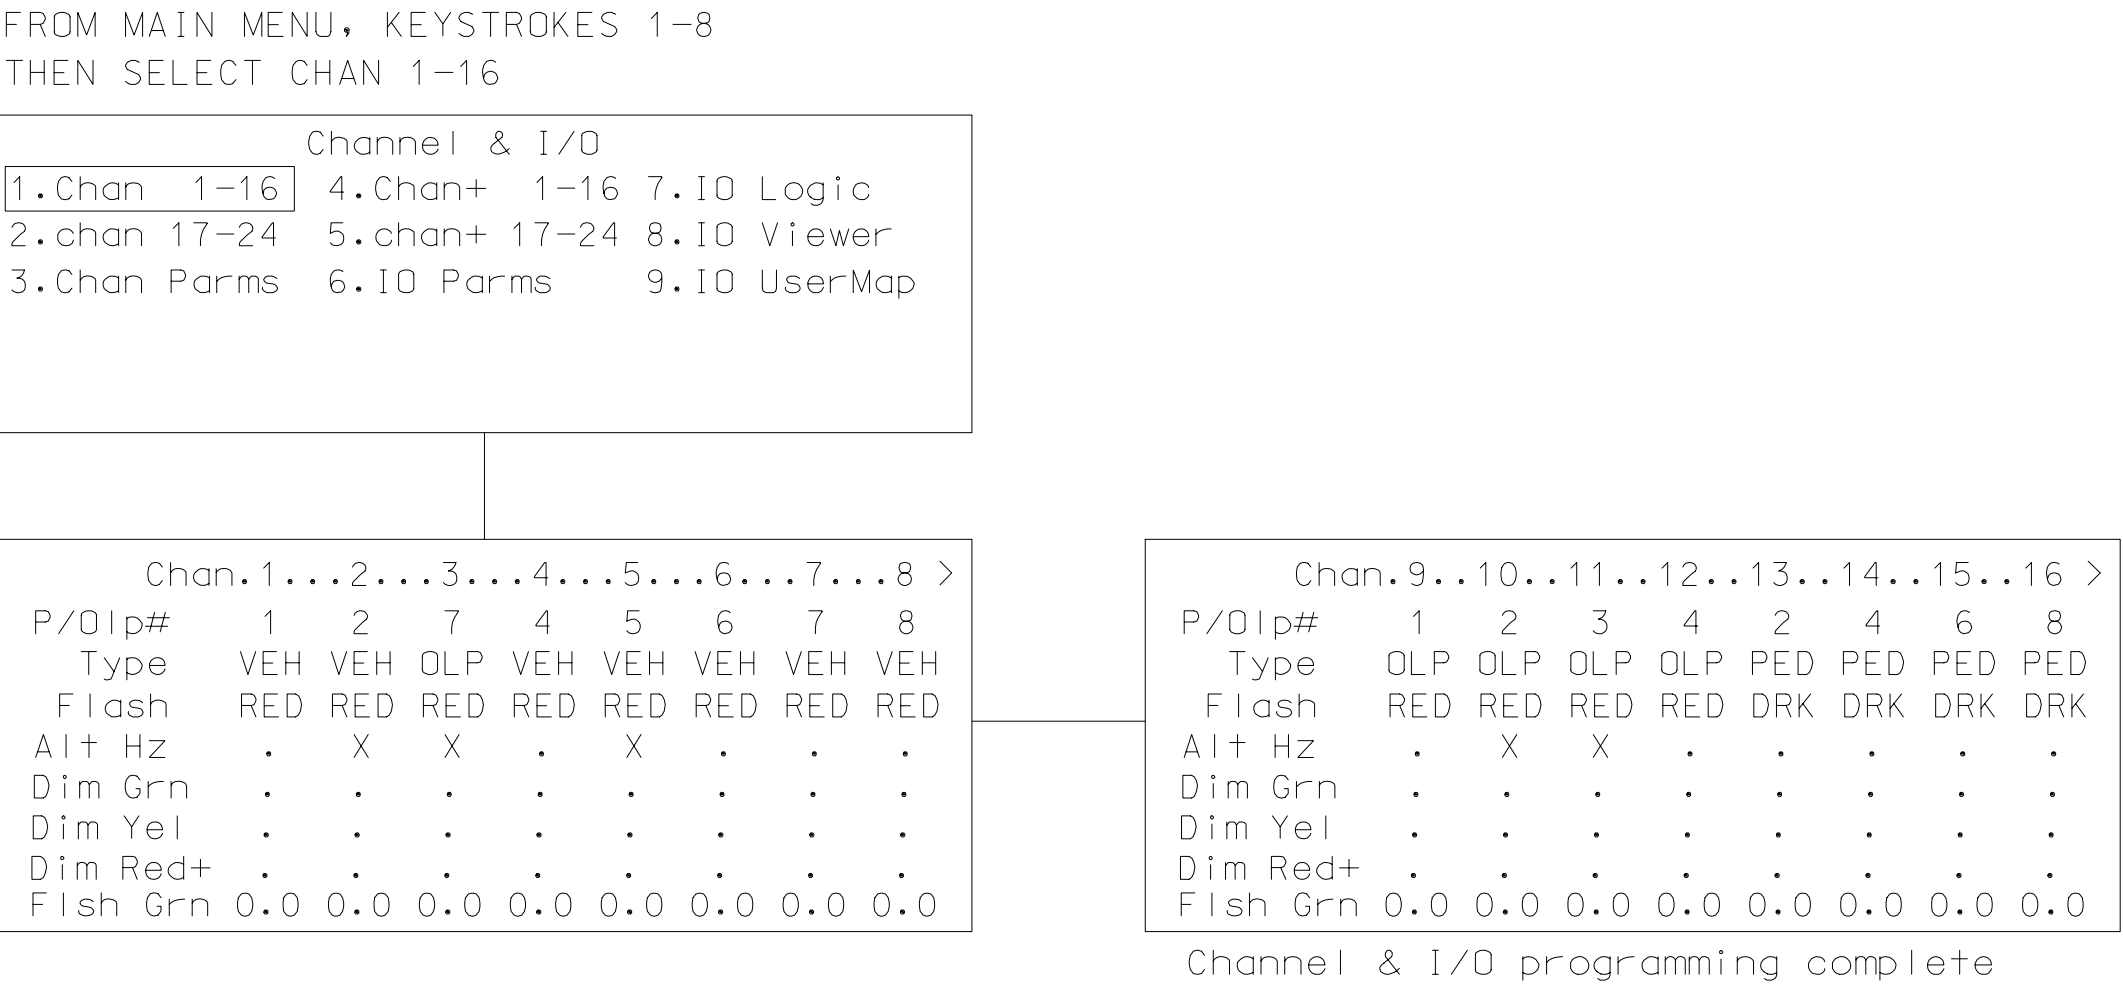 FROM MAIN MENU, KEYSTROKES 1-8
THEN SELECT CHAN 1-16
Channel & I/O
1.Chan 1-16 4.Chan+ 1-16 7.IO Logic
2.chan 17-24 5.chan+ 17-24 8.IO Viewer
3.Chan Parms 6.IO Parms 9.IO UserMap
Chan.1...2...3...4...5...6...7...8 >
P/Olp# 1 2 7 4 5 6 7 8
Type VEH VEH OLP VEH VEH VEH VEH VEH
Flash RED RED RED RED RED RED RED RED
Alt Hz . X X . X . . .
Dim Grn . . . . . . . .
Dim Yel . . . . . . . .
Dim Red+ . . . . . . . .
Flsh Grn 0.0 0.0 0.0 0.0 0.0 0.0 0.0 0.0
Chan.9..10..11..12..13..14..15..16 >
P/Olp# 1 2 3 4 2 4 6 8
Type OLP OLP OLP OLP PED PED PED PED
Flash RED RED RED RED DRK DRK DRK DRK
Alt Hz . X X . . . . .
Dim Grn . . . . . . . .
Dim Yel . . . . . . . .
Dim Red+ . . . . . . . .
Flsh Grn 0.0 0.0 0.0 0.0 0.0 0.0 0.0 0.0
Channel & I/O programming complete